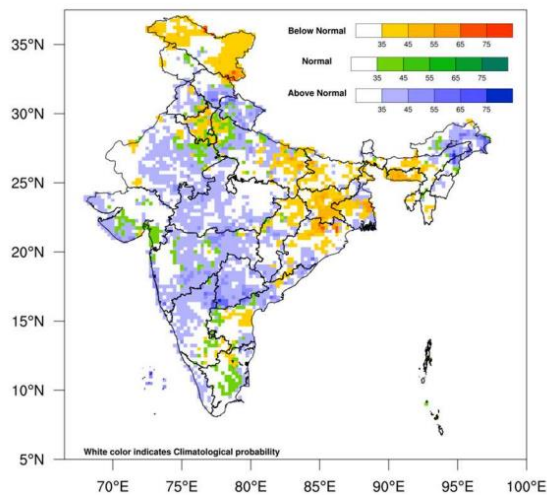 35°N
30°N
25°N
20°N
15°N
10°N
5°N
Below Normal
35 45 55 65 75
Normal
35 45 55 65 75
Above Normal
35 45 55 65 75
White color indicates Climatological probability
70°E 75°E 80°E 85°E 90°E 95°E 100°E